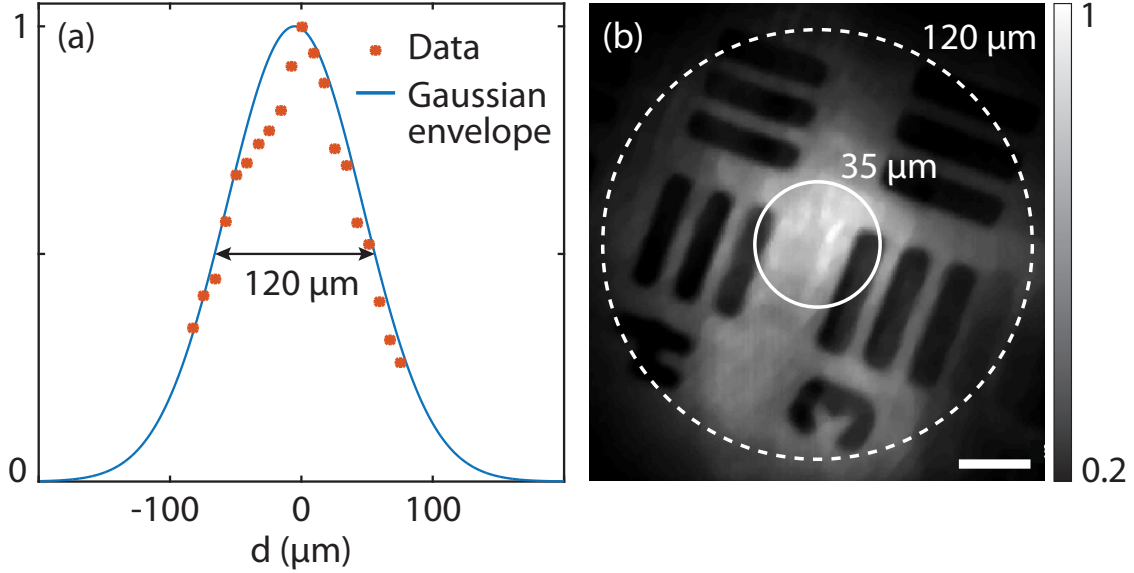 (a)
1
0
Data
Gaussian
envelope
120 μm
-100
0
100
d (μm)
(b)
120 μm
35 μm
1
0.2